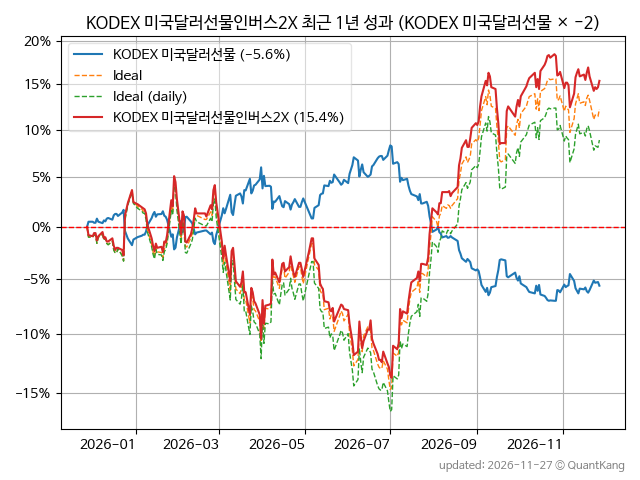 KODEX 미국달러선물인버스2X 최근 1년 성과 (KODEX 미국달러선물 × −2)
20%
15%
10%
5%
0%
−5%
−10%
−15%
KODEX 미국달러선물 (−5.6%)
Ideal
Ideal (daily)
KODEX 미국달러선물인버스2X (15.4%)
2026-01 2026-03 2026-05 2026-07 2026-09 2026-11
updated: 2026-11-27 © QuantKang